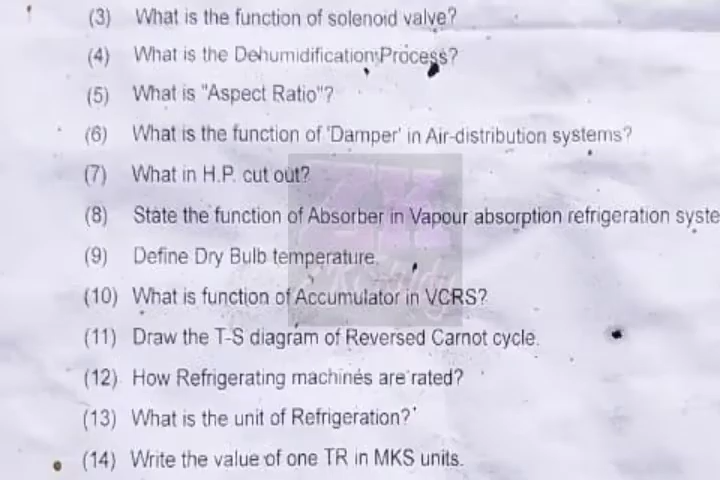 (3) What is the function of solenoid valve?
(4) What is the Dehumidification Process?
(5) What is "Aspect Ratio"?
(6) What is the function of 'Damper' in Air-distribution systems?
(7) What in H.P. cut out?
(8) State the function of Absorber in Vapour absorption refrigeration syste
(9) Define Dry Bulb temperature.
(10) What is function of Accumulator in VCRS?
(11) Draw the T-S diagram of Reversed Carnot cycle.
(12) How Refrigerating machines are rated?
(13) What is the unit of Refrigeration?
(14) Write the value of one TR in MKS units.